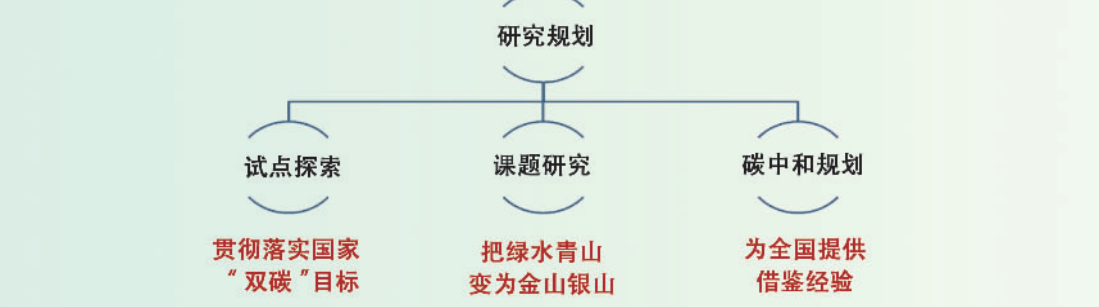 研究规划
试点探索
课题研究
碳中和规划
贯彻落实国家
“双碳”目标
把绿水青山
变为金山银山
为全国提供
借鉴经验